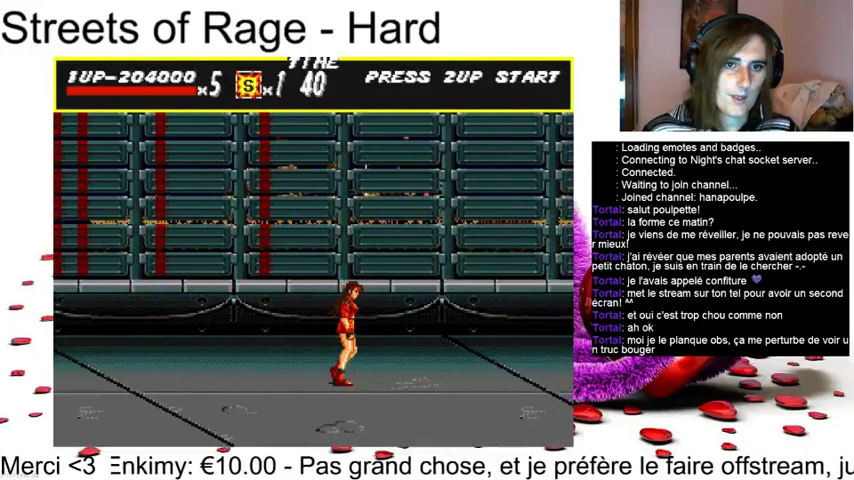 Streets of Rage - Hard
TIME
1UP-204000 x5 S x1 40 PRESS 2UP START
: Loading emotes and badges..
: Connecting to Night's chat socket server..
: Connected.
: Waiting to join channel...
: Joined channel: hanapoulpe.
Tortal: salut poulpette!
Tortal: la forme ce matin?
Tortal: je viens de me réveiller, je ne pouvais pas reve
r mieux!
Tortal: j'ai révéer que mes parents avaient adopté un
petit chaton, je suis en train de le chercher -.-
Tortal: je l'avais appelé confiture 💜
Tortal: met le stream sur ton tel pour avoir un second
écran! ^^
Tortal: et oui c'est trop chou comme non
Tortal: ah ok
Tortal: moi je le planque obs, ça me perturbe de voir u
n truc bouger
Merci <3 Enkimy: €10.00 - Pas grand chose, et je préfère le faire offstream, ju